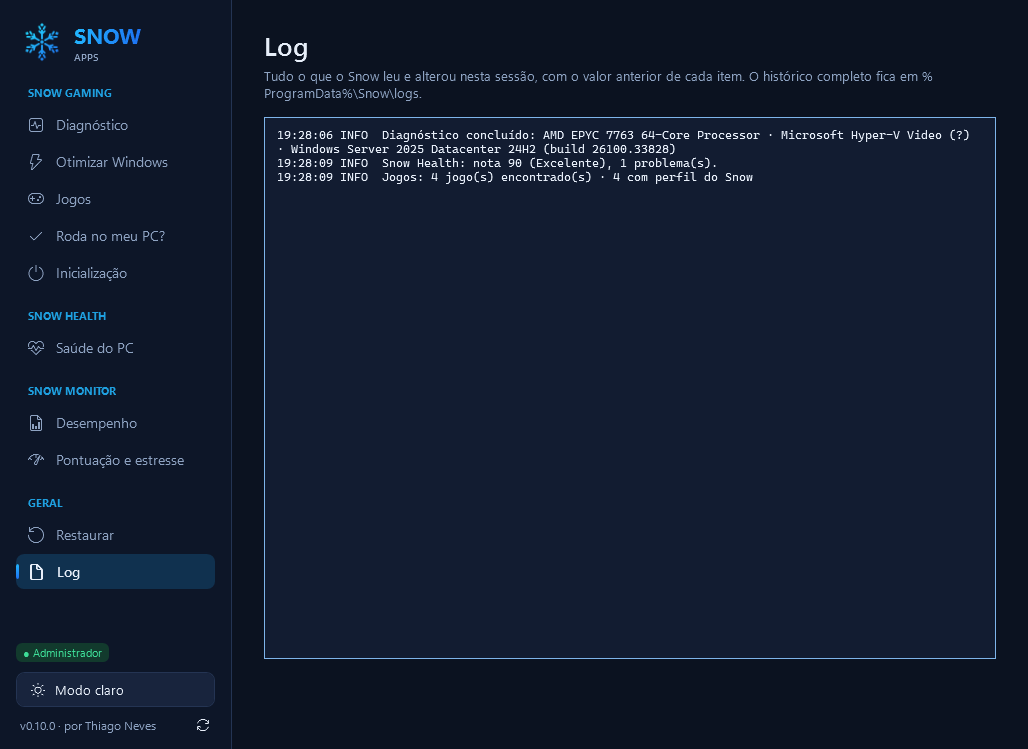 SNOW
APPS
SNOW GAMING
Diagnóstico
Otimizar Windows
Jogos
Roda no meu PC?
Inicialização
SNOW HEALTH
Saúde do PC
SNOW MONITOR
Desempenho
Pontuação e estresse
GERAL
Restaurar
Log
Administrador
Modo claro
v0.10.0 · por Thiago Neves
Log
Tudo o que o Snow leu e alterou nesta sessão, com o valor anterior de cada item. O histórico completo fica em %
ProgramData%\Snow\logs.
19:28:06 INFO  Diagnóstico concluído: AMD EPYC 7763 64-Core Processor · Microsoft Hyper-V Video (?)
· Windows Server 2025 Datacenter 24H2 (build 26100.33828)
19:28:09 INFO  Snow Health: nota 90 (Excelente), 1 problema(s).
19:28:09 INFO  Jogos: 4 jogo(s) encontrado(s) · 4 com perfil do Snow